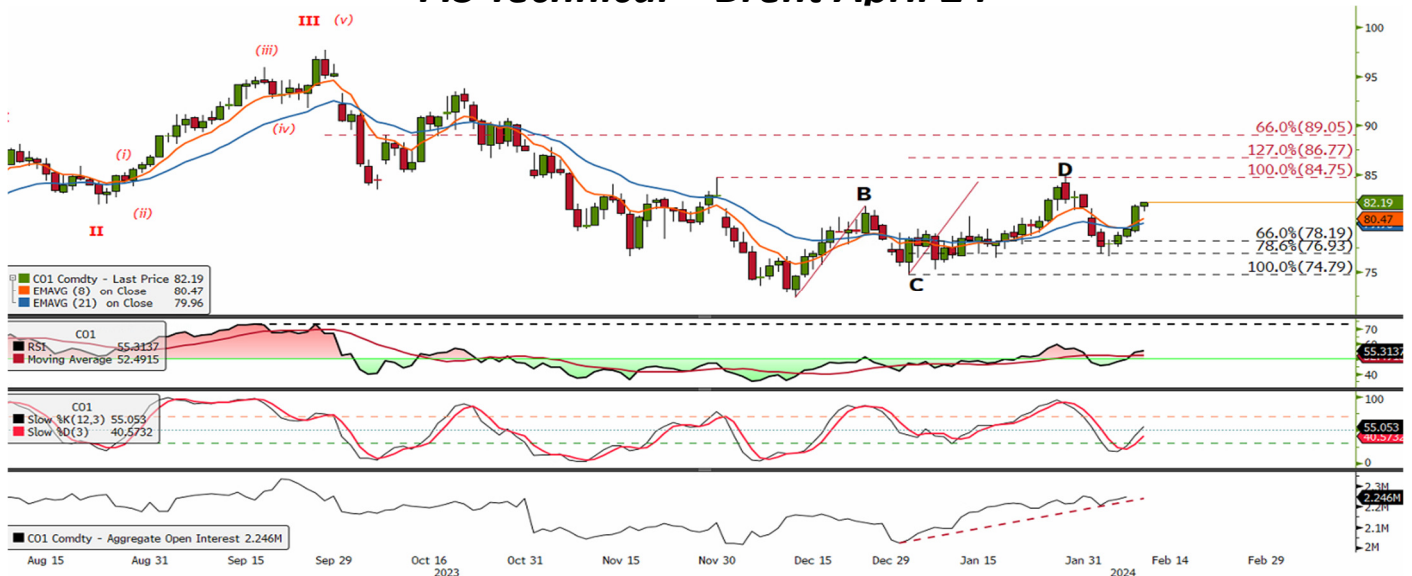 FIS Technical – Brent April 24
III (v)
(iii)
(iv)
(i)
(ii)
II
B
C
D
66.0%(89.05)
127.0%(86.77)
100.0%(84.75)
66.0%(78.19)
78.6%(76.93)
100.0%(74.79)
100
95
90
85
82.19
80.47
75
CO1 Comdty - Last Price 82.19
EMAVG (8) on Close 80.47
EMAVG (21) on Close 79.96
CO1
RSI 55.3137
Moving Average 52.4915
70
55.3137
40
CO1
Slow %K(12,3) 55.053
Slow %D(3) 40.5732
100
55.053
40.5732
0
CO1 Comdty - Aggregate Open Interest 2.246M
2.3M
2.246M
2.1M
2M
Aug 15 Aug 31 Sep 15 Sep 29 Oct 16 Oct 31 Nov 15 Nov 30 Dec 15 Dec 29 Jan 15 Jan 31 Feb 14 Feb 29
2023 2024